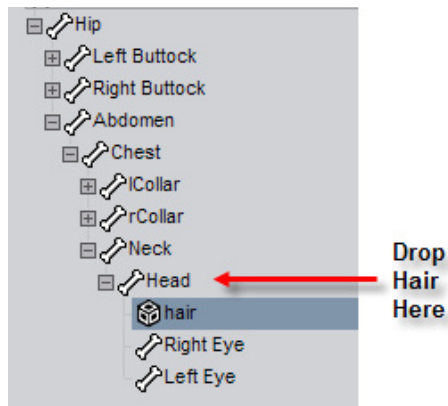 Hip
Left Buttock
Right Buttock
Abdomen
Chest
lCollar
rCollar
Neck
Head
hair
Right Eye
Left Eye
Drop
Hair
Here